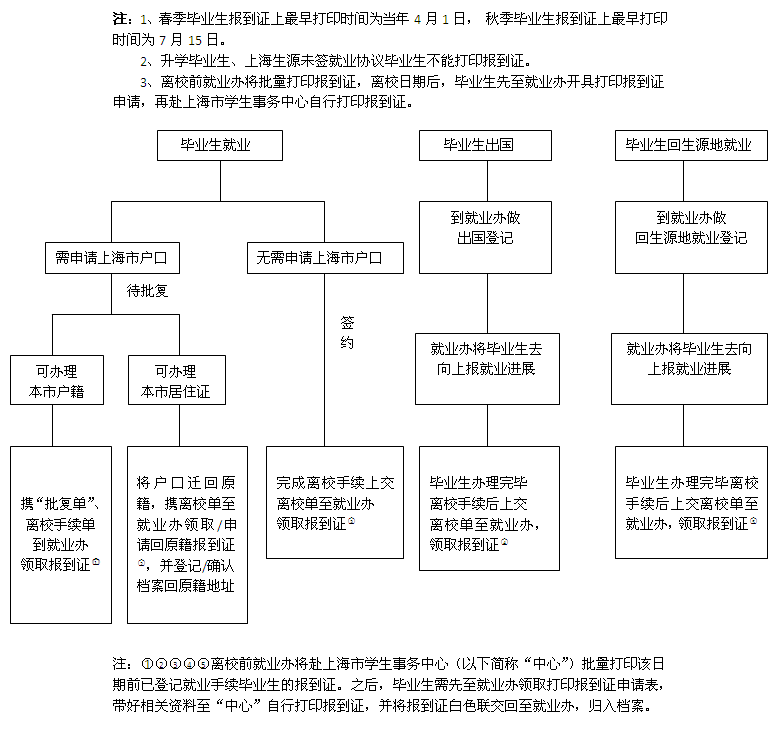 注：1、春季毕业生报到证上最早打印时间为当年 4 月 1 日， 秋季毕业生报到证上最早打印
时间为 7 月 15 日。
2、升学毕业生、上海生源未签就业协议毕业生不能打印报到证。
3、离校前就业办将批量打印报到证，离校日期后，毕业生先至就业办开具打印报到证
申请，再赴上海市学生事务中心自行打印报到证。
毕业生就业
毕业生出国
毕业生回生源地就业
到就业办做
出国登记
到就业办做
回生源地就业登记
需申请上海市户口
无需申请上海市户口
待批复
签
约
就业办将毕业生去
向上报就业进展
就业办将毕业生去向
上报就业进展
可办理
本市户籍
可办理
本市居住证
携“批复单”、
离校手续单
到就业办
领取报到证
将户口迁回原
籍，携离校单至
就业办领取/申
请回原籍报到证
，并登记/确认
档案回原籍地址
完成离校手续上交
离校单至就业办
领取报到证
毕业生办理完毕
离校手续后上交
离校单至就业办，
领取报到证
毕业生办理完毕离校
手续后上交离校单至
就业办，领取报到证
注：①②③④⑤离校前就业办将赴上海市学生事务中心（以下简称“中心”）批量打印该日
期前已登记就业手续毕业生的报到证。之后，毕业生需先至就业办领取打印报到证申请表，
带好相关资料至“中心”自行打印报到证，并将报到证白色联交回至就业办，归入档案。